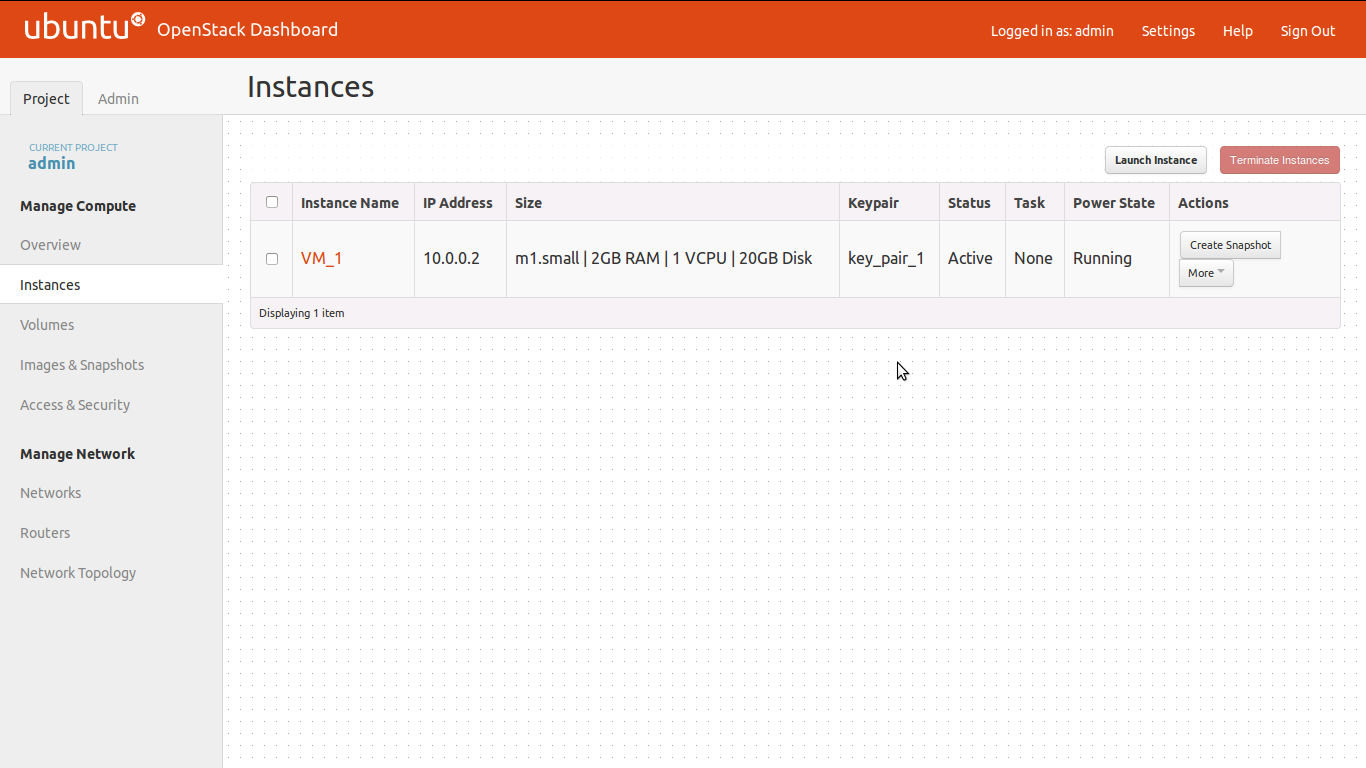 ubuntu OpenStack Dashboard Logged in as: admin Settings Help Sign Out
Project Admin Instances
CURRENT PROJECT
admin
Manage Compute
Overview
Instances
Volumes
Images & Snapshots
Access & Security
Manage Network
Networks
Routers
Network Topology
Launch Instance Terminate Instances
Instance Name IP Address Size Keypair Status Task Power State Actions
VM_1 10.0.0.2 m1.small | 2GB RAM | 1 VCPU | 20GB Disk key_pair_1 Active None Running Create Snapshot
More
Displaying 1 item